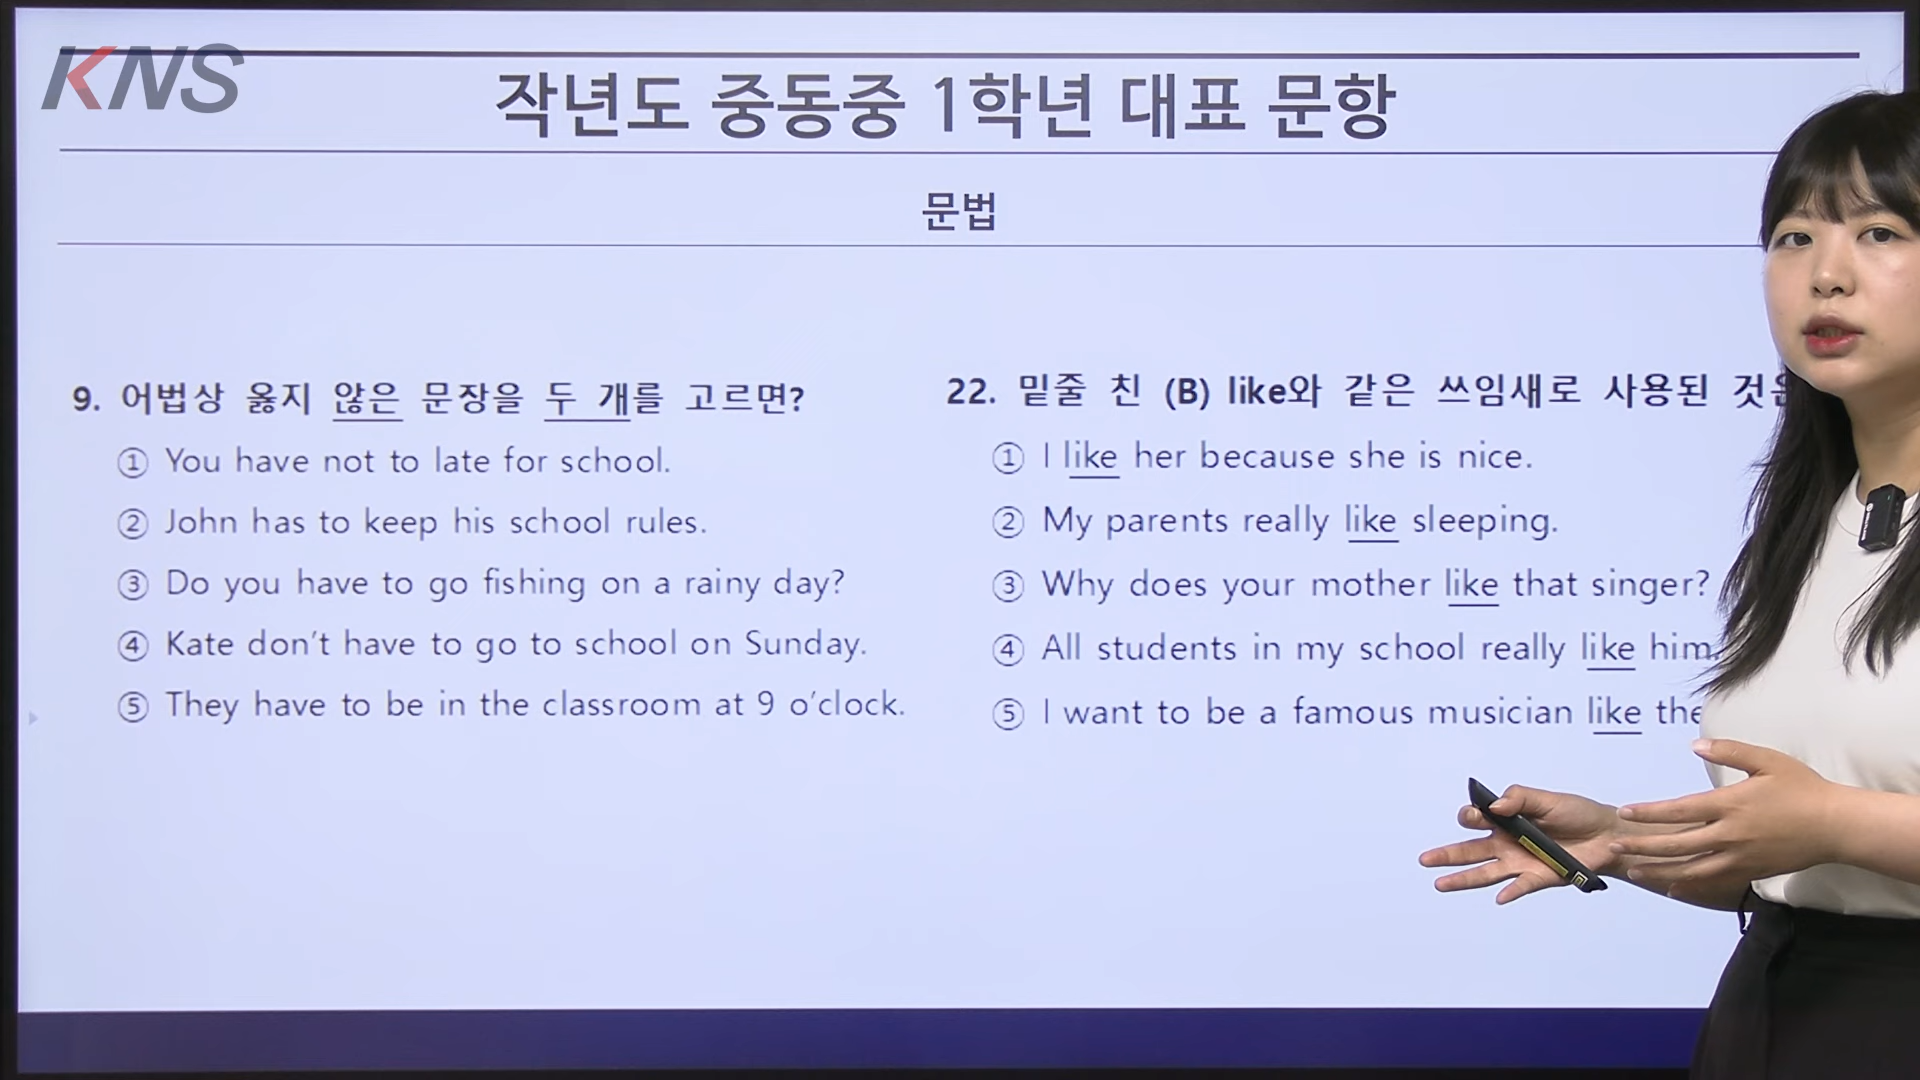 KNS
작년도 중동중 1학년 대표 문항
문법
9. 어법상 옳지 않은 문장을 두 개를 고르면?
① You have not to late for school.
② John has to keep his school rules.
③ Do you have to go fishing on a rainy day?
④ Kate don't have to go to school on Sunday.
⑤ They have to be in the classroom at 9 o'clock.
22. 밑줄 친 (B) like와 같은 쓰임새로 사용된
① I like her because she is nice.
② My parents really like sleeping.
③ Why does your mother like that singer?
④ All students in my school really like him.
⑤ I want to be a famous musician like